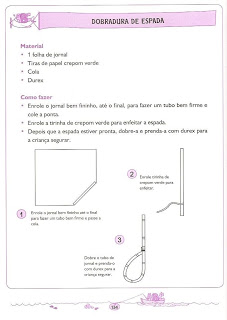 DOBRADURA DE ESPADA
Material
• 1 folha de jornal
• Tiras de papel crepom verde
• Cola
• Durex
Como fazer
• Enrole o jornal bem fininho, até o final, para fazer um tubo bem firme e
cole a ponta.
• Enrole a tirinha de crepom verde para enfeitar a espada.
• Depois que a espada estiver pronta, dobre-a e prenda-a com durex para
a criança segurar.
1
Enrole o jornal bem fininho até o final
para fazer um tubo bem firme e passe a
cola.
2
Enrole tirinha de
crepom verde para
enfeitar.
3
Dobre o tubo de
jornal e prenda-o
com durex para a
criança segurar.